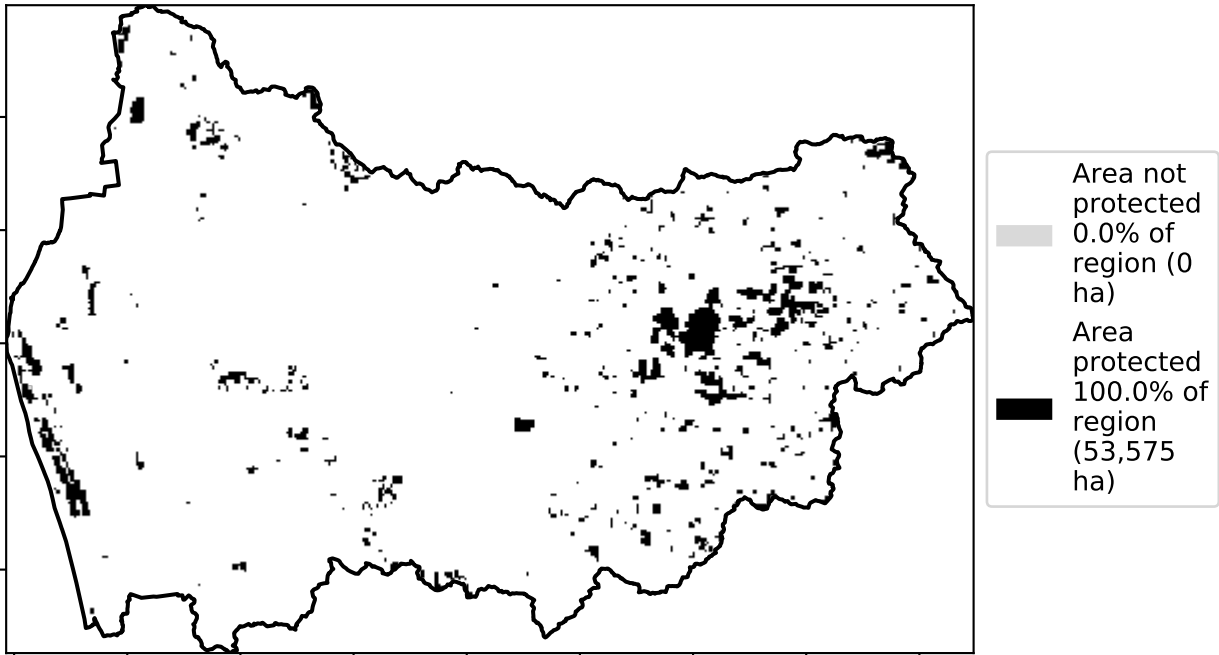 Area not
protected
0.0% of
region (0
ha)
Area
protected
100.0% of
region
(53,575
ha)